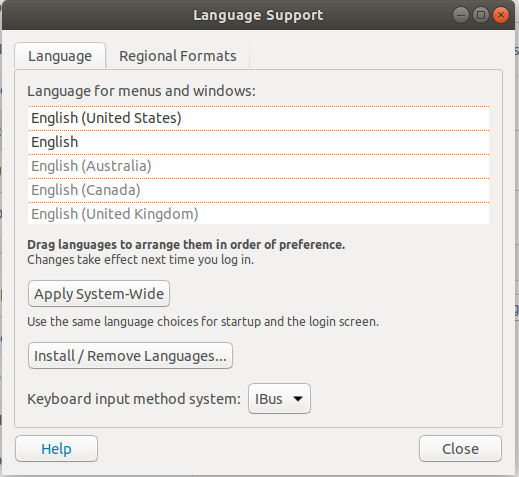 Language Support
Language
Regional Formats
Language for menus and windows:
English (United States)
English
English (Australia)
English (Canada)
English (United Kingdom)
Drag languages to arrange them in order of preference.
Changes take effect next time you log in.
Apply System-Wide
Use the same language choices for startup and the login screen.
Install / Remove Languages...
Keyboard input method system: IBus
Help
Close